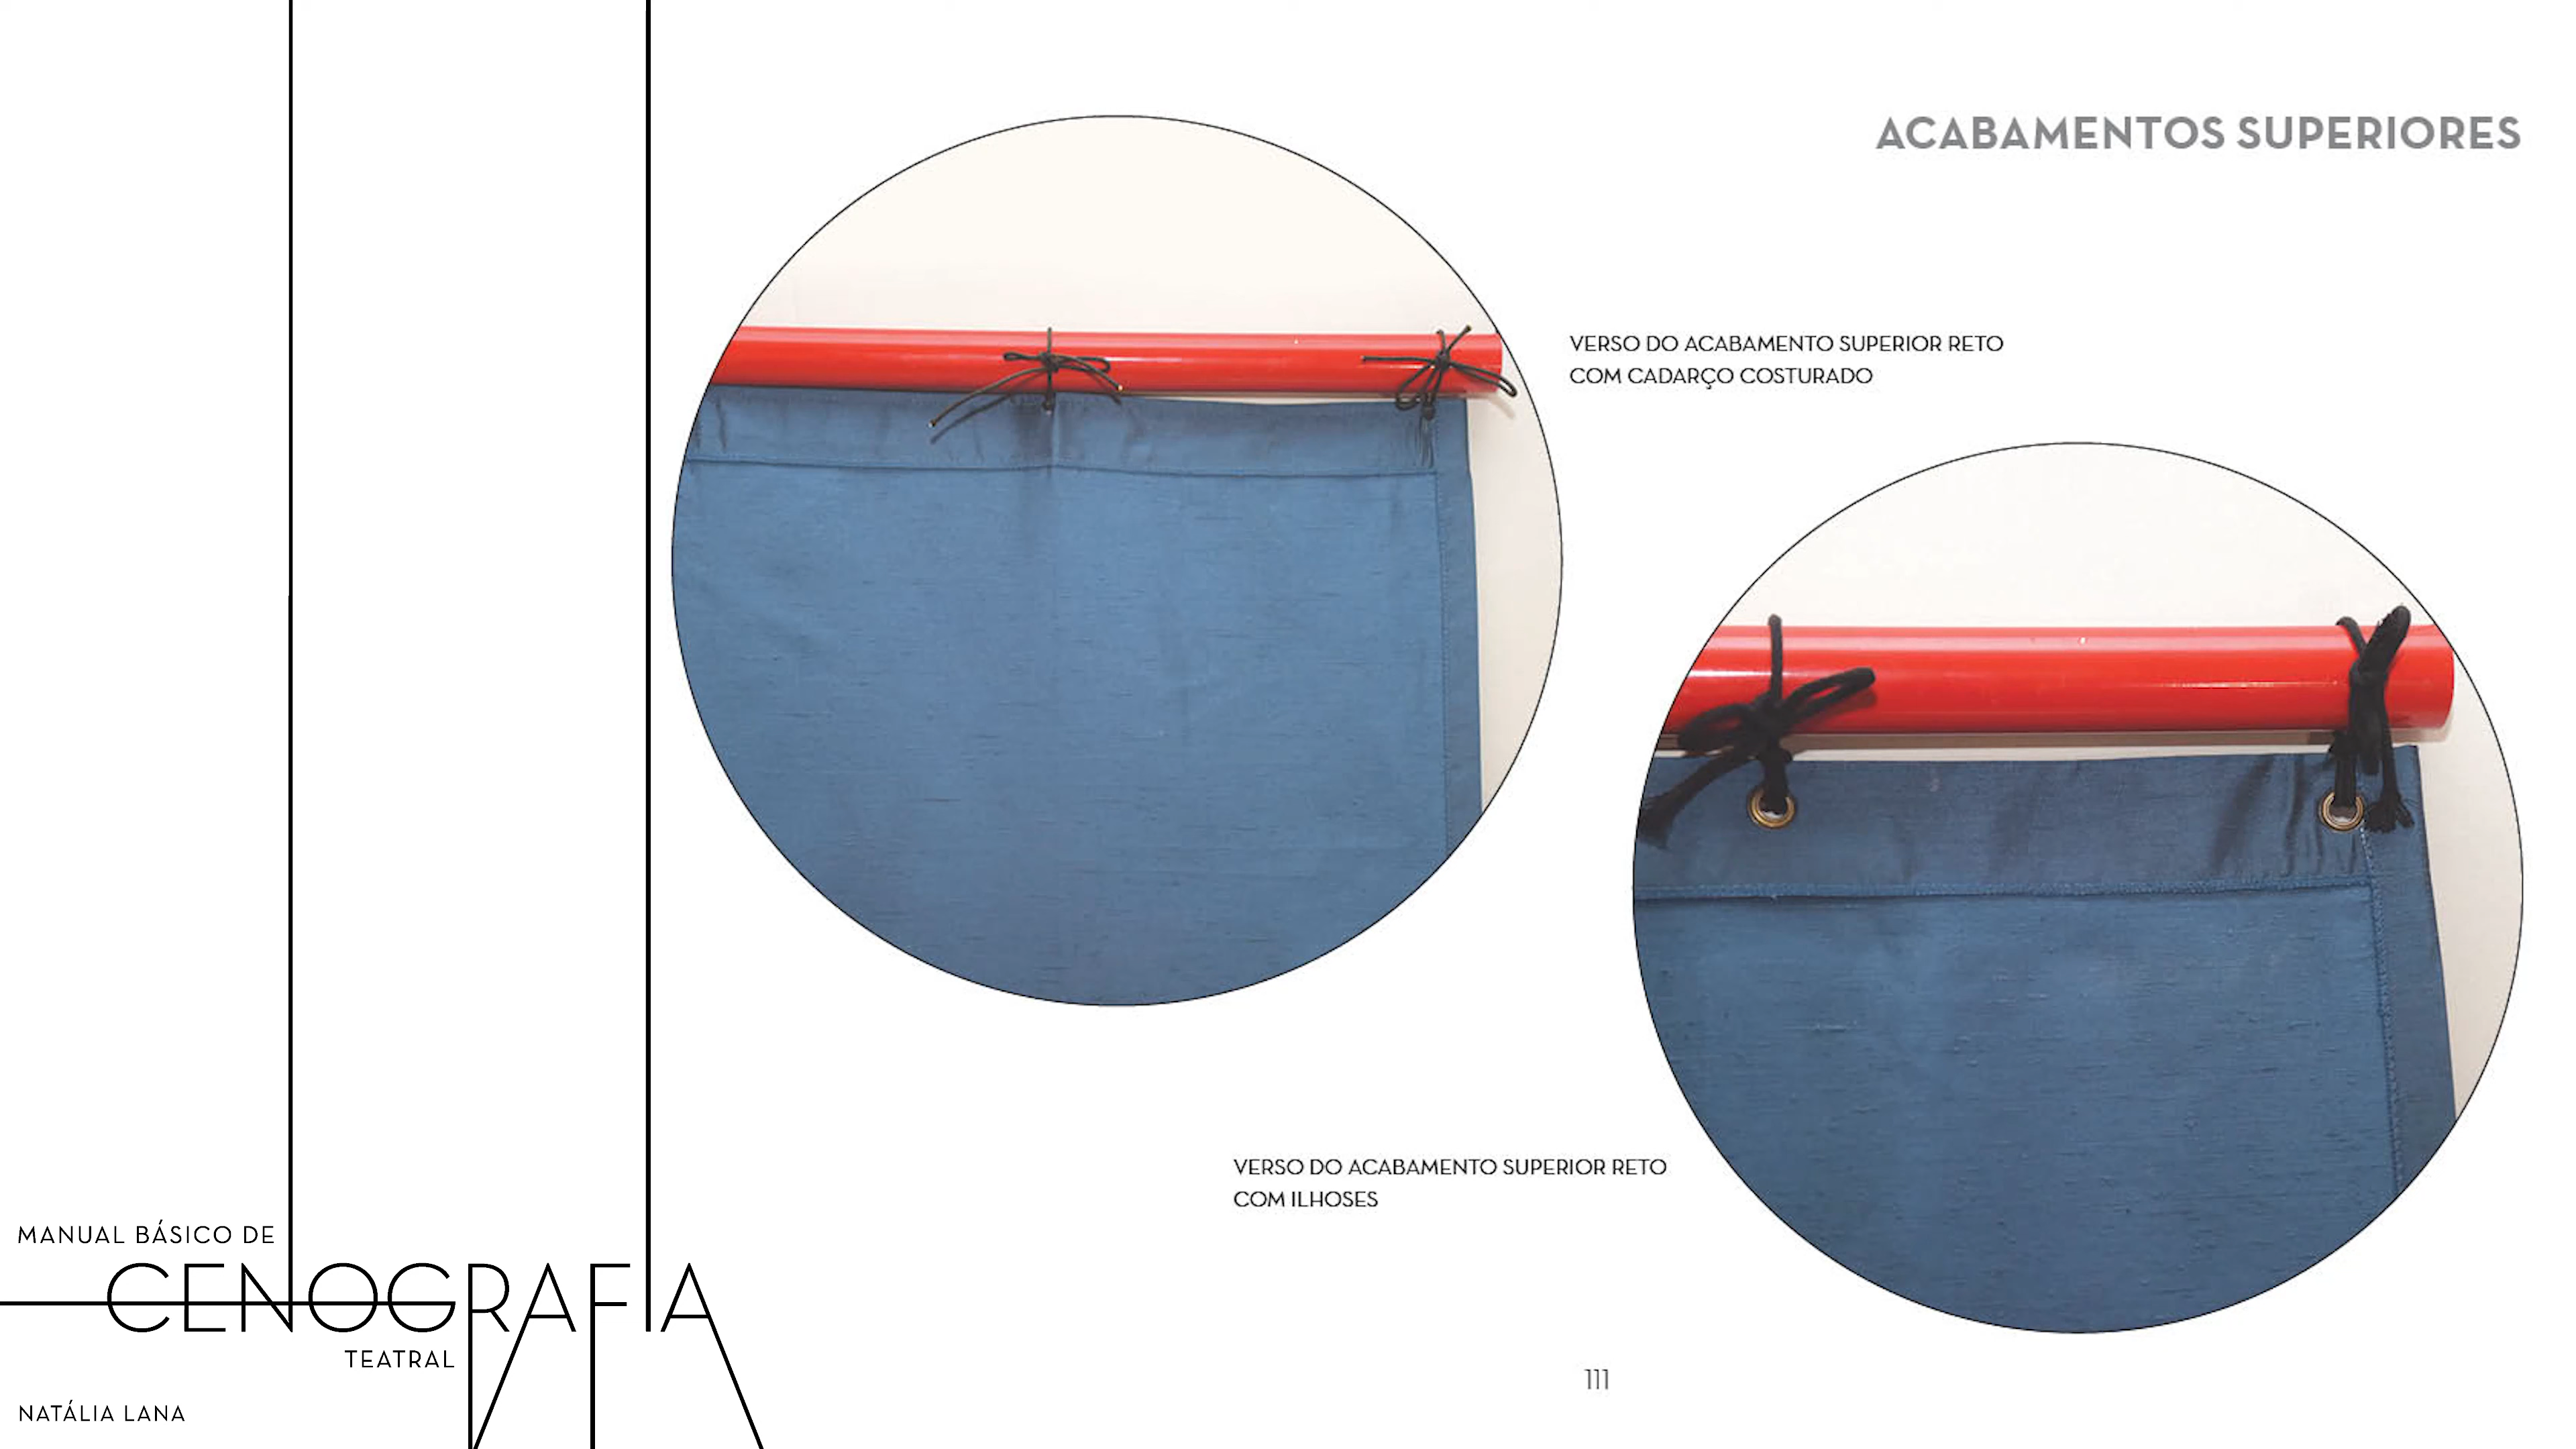 ACABAMENTOS SUPERIORES
VERSO DO ACABAMENTO SUPERIOR RETO
COM CADARÇO COSTURADO
VERSO DO ACABAMENTO SUPERIOR RETO
COM ILHOSES
MANUAL BÁSICO DE
CENOGRAFIA
TEATRAL
NATÁLIA LANA
111